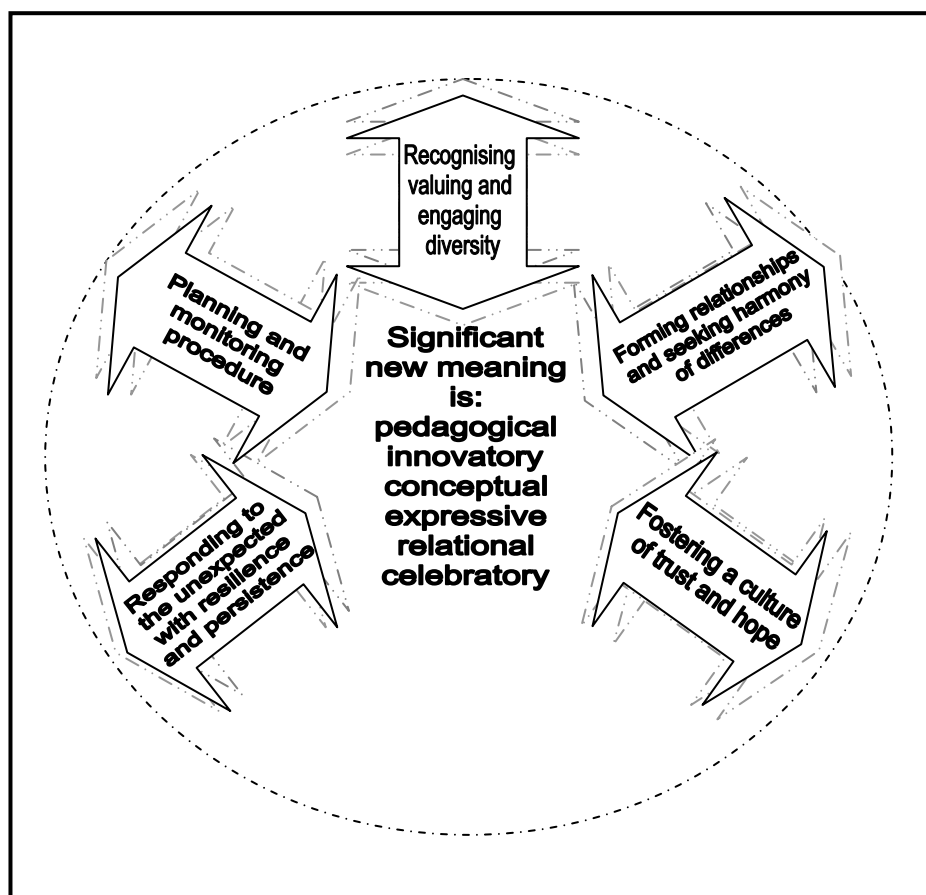 Recognising
valuing and
engaging
diversity
Planning and
monitoring
procedure
Forming relationships
and seeking harmony
of differences
Significant
new meaning
is:
pedagogical
innovatory
conceptual
expressive
relational
celebratory
Responding to
the unexpected
with resilience
and persistence
Fostering a culture
of trust and hope